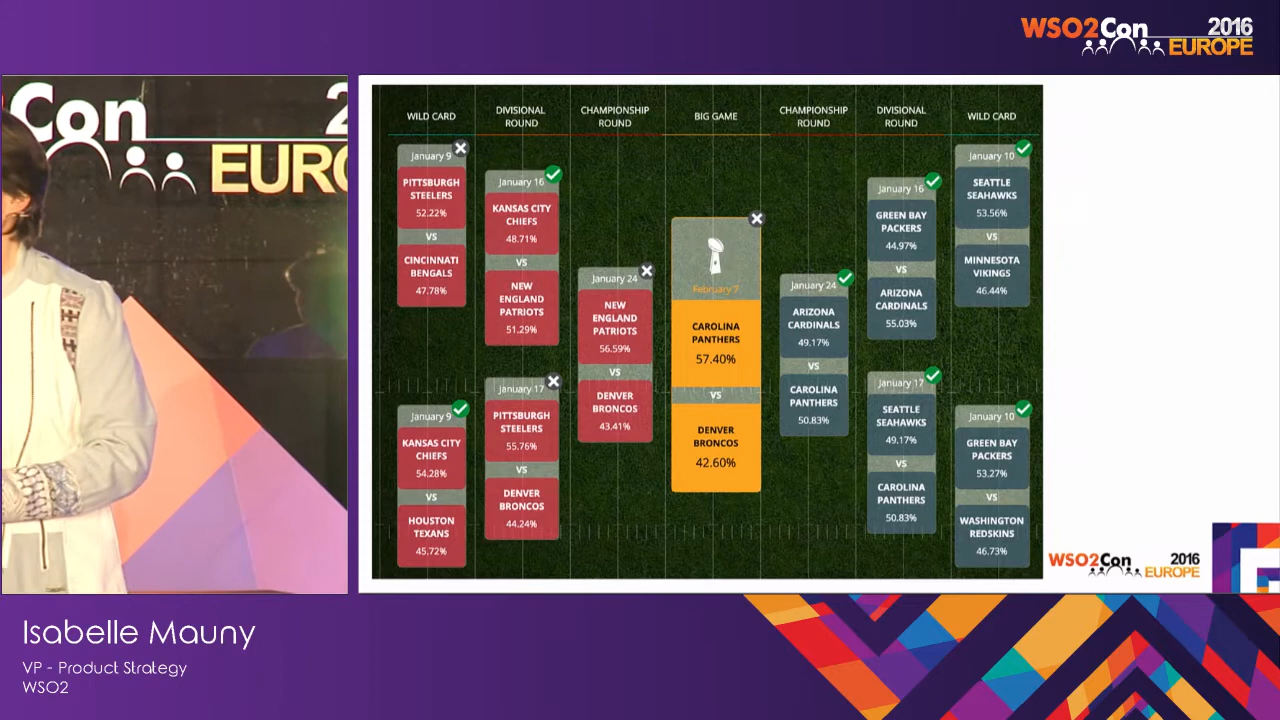 WSO2Con 2016
EUROPE
Con 2
EURO
WILD CARD
DIVISIONAL
ROUND
CHAMPIONSHIP
ROUND
BIG GAME
CHAMPIONSHIP
ROUND
DIVISIONAL
ROUND
WILD CARD
January 9
PITTSBURGH
STEELERS
52.22%
VS
CINCINNATI
BENGALS
47.78%
January 9
KANSAS CITY
CHIEFS
54.28%
VS
HOUSTON
TEXANS
45.72%
January 16
KANSAS CITY
CHIEFS
48.71%
VS
NEW
ENGLAND
PATRIOTS
51.29%
January 17
PITTSBURGH
STEELERS
55.76%
VS
DENVER
BRONCOS
44.24%
January 24
NEW
ENGLAND
PATRIOTS
56.59%
VS
DENVER
BRONCOS
43.41%
February 7
CAROLINA
PANTHERS
57.40%
VS
DENVER
BRONCOS
42.60%
January 24
ARIZONA
CARDINALS
49.17%
VS
CAROLINA
PANTHERS
50.83%
January 16
GREEN BAY
PACKERS
44.97%
VS
ARIZONA
CARDINALS
55.03%
January 17
SEATTLE
SEAHAWKS
49.17%
VS
CAROLINA
PANTHERS
50.83%
January 10
SEATTLE
SEAHAWKS
53.56%
VS
MINNESOTA
VIKINGS
46.44%
January 10
GREEN BAY
PACKERS
53.27%
VS
WASHINGTON
REDSKINS
46.73%
WSO2Con 2016
EUROPE
Isabelle Mauny
VP - Product Strategy
WSO2